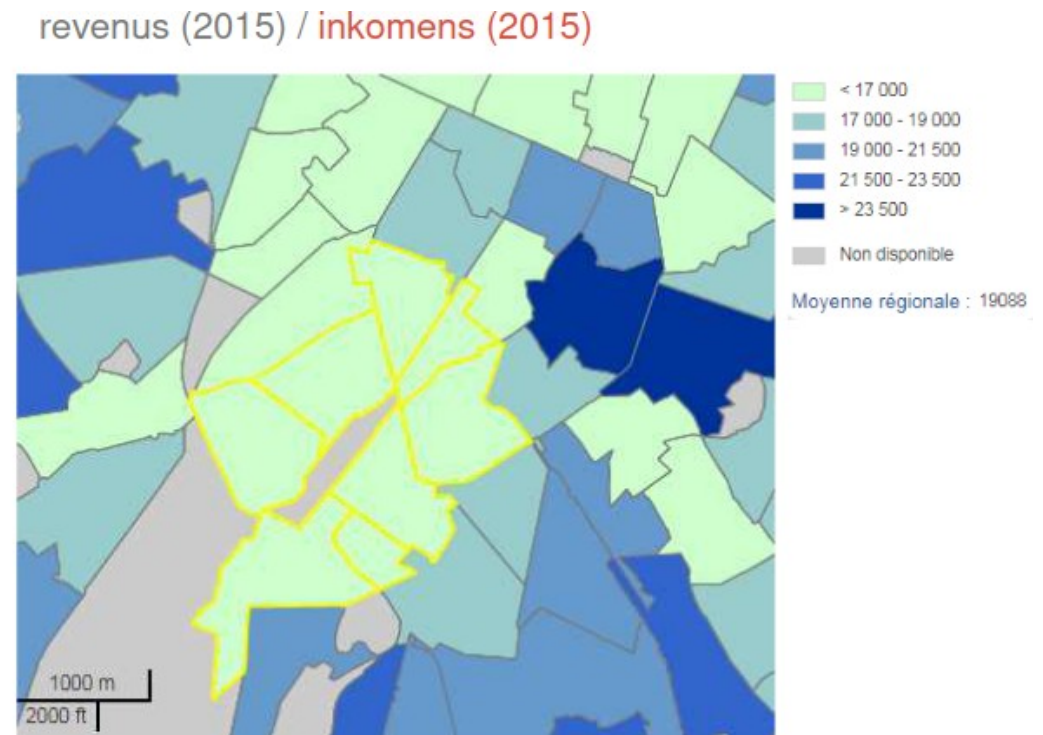 revenus (2015) / inkomens (2015)
< 17 000
17 000 - 19 000
19 000 - 21 500
21 500 - 23 500
> 23 500
Non disponible
Moyenne régionale : 19088
1000 m
2000 ft